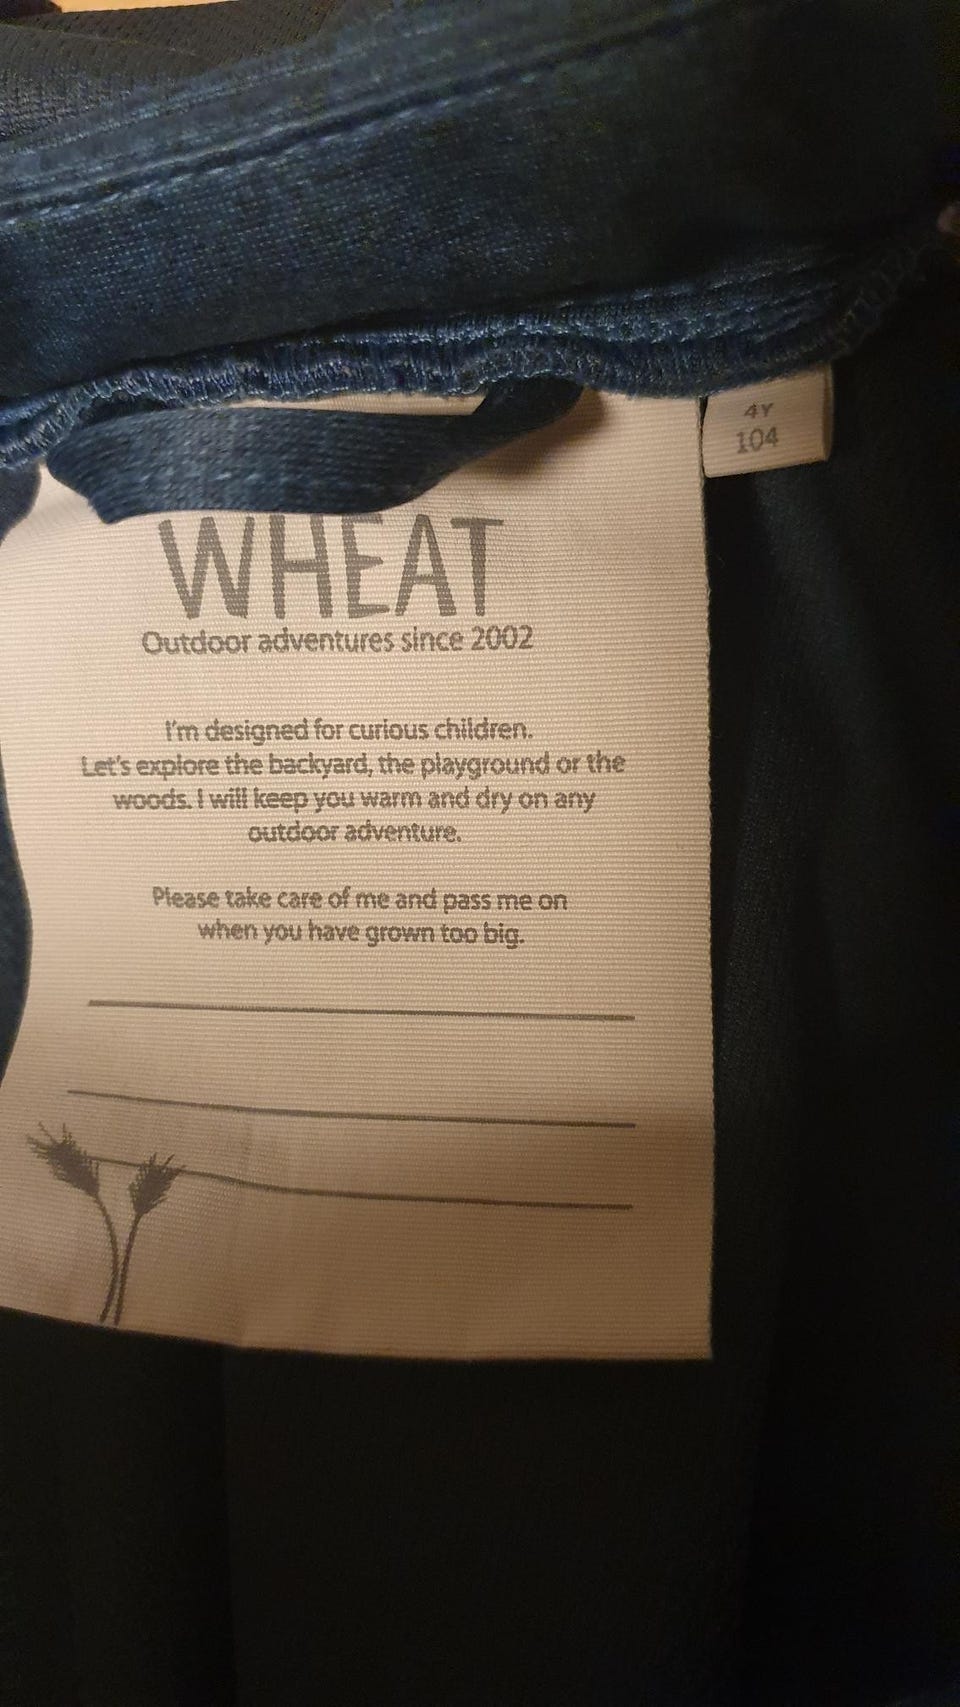 4Y
104
WHEAT
Outdoor adventures since 2002
I'm designed for curious children.
Let's explore the backyard, the playground or the
woods. I will keep you warm and dry on any
outdoor adventure.
Please take care of me and pass me on
when you have grown too big.